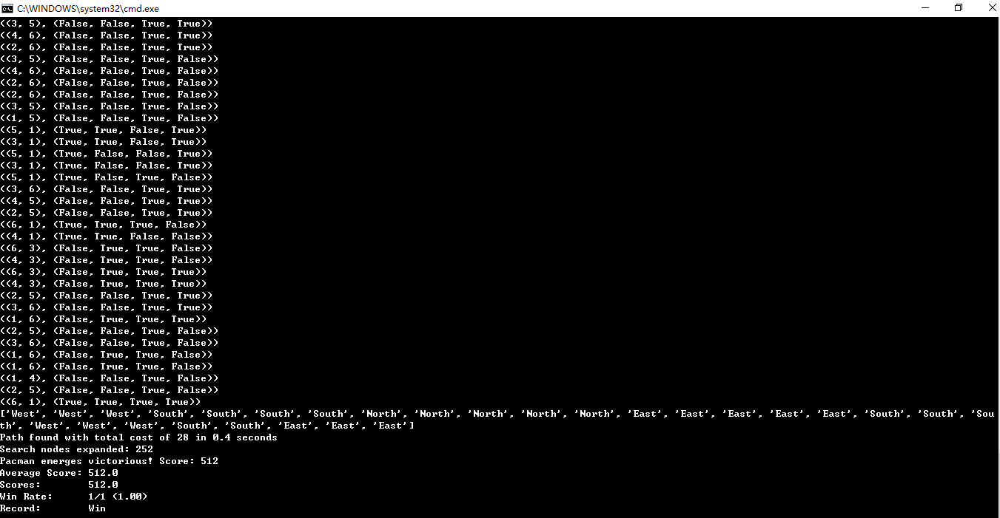 C:\WINDOWS\system32\cmd.exe
((3, 5), (False, False, True, True))
((4, 6), (False, False, True, True))
((2, 6), (False, False, True, True))
((3, 5), (False, False, True, False))
((4, 6), (False, False, True, False))
((2, 6), (False, False, True, False))
((2, 6), (False, False, True, False))
((3, 5), (False, False, True, False))
((1, 5), (False, False, True, False))
((5, 1), (True, True, False, True))
((3, 1), (True, True, False, True))
((5, 1), (True, False, False, True))
((3, 1), (True, False, False, True))
((5, 1), (True, False, True, False))
((3, 6), (False, False, True, True))
((4, 5), (False, False, True, True))
((2, 5), (False, False, True, True))
((6, 1), (True, True, True, False))
((4, 1), (True, True, False, False))
((6, 3), (False, True, True, False))
((4, 3), (False, True, True, False))
((6, 3), (False, True, True, True))
((4, 3), (False, True, True, True))
((2, 5), (False, False, True, True))
((3, 6), (False, False, True, True))
((1, 6), (False, True, True, True))
((2, 5), (False, False, True, False))
((3, 6), (False, False, True, False))
((1, 6), (False, True, True, False))
((1, 6), (False, True, True, False))
((1, 4), (False, False, True, False))
((2, 5), (False, False, True, False))
((6, 1), (True, True, True, True))
['West', 'West', 'West', 'South', 'South', 'South', 'South', 'North', 'North', 'North', 'North', 'North', 'East', 'East', 'East', 'East', 'East', 'South', 'South', 'Sou
th', 'West', 'West', 'West', 'South', 'South', 'East', 'East', 'East']
Path found with total cost of 28 in 0.4 seconds
Search nodes expanded: 252
Pacman emerges victorious! Score: 512
Average Score: 512.0
Scores:        512.0
Win Rate:      1/1 (1.00)
Record:        Win